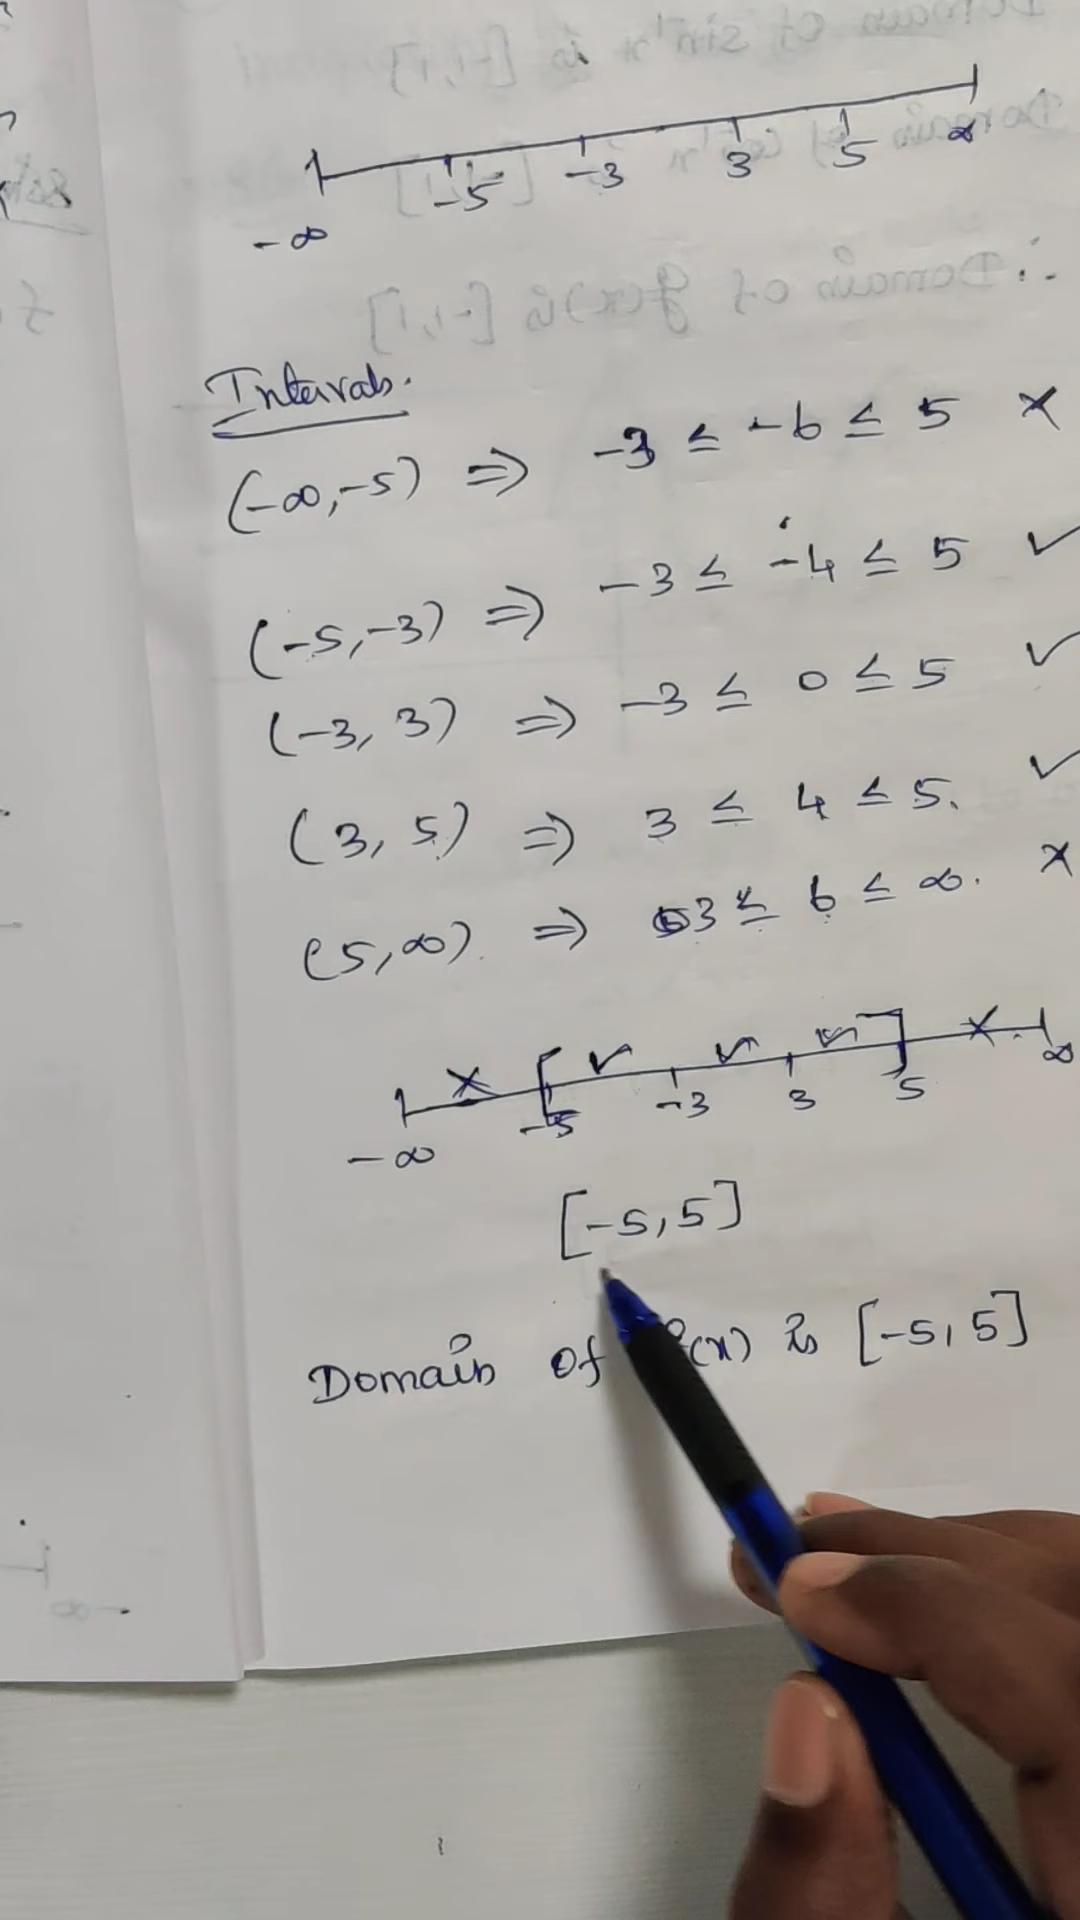 -∞ -5 -3 3 5 ∞
Intervals.
(-∞,-5) ⇒ -3 ≤ -6 ≤ 5 ×
(-5,-3) ⇒ -3 ≤ -4 ≤ 5 ✓
(-3, 3) ⇒ -3 ≤ 0 ≤ 5 ✓
(3, 5) ⇒ 3 ≤ 4 ≤ 5. ✓
(5,∞) ⇒ 3 ≤ 6 ≤ ∞. ×
× [ ✓ ✓ ✓ ] ×
-∞ -5 -3 3 5 ∞
[-5,5]
Domain of (x) is [-5,5]